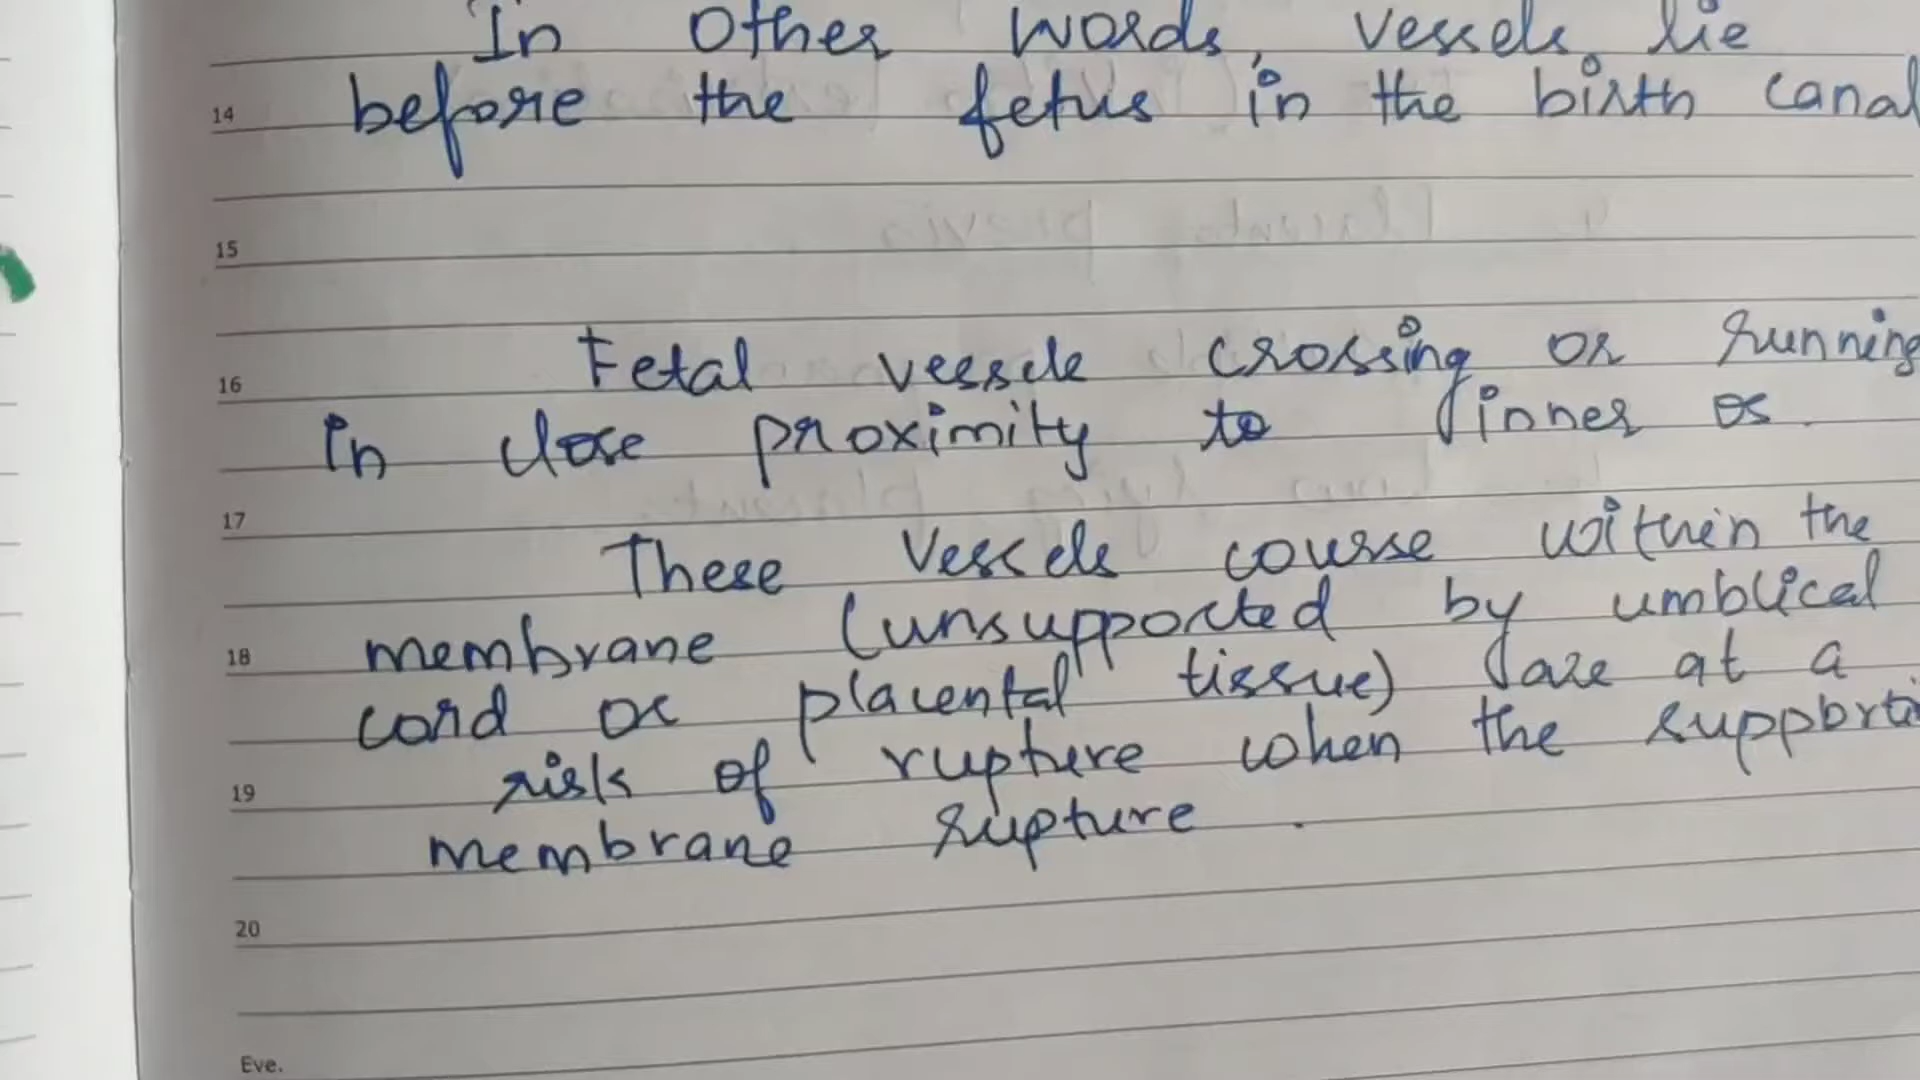 In Other words, vessels lie
14 before the fetus in the birth canal
15
Fetal vessels crossing or running
16
in close proximity to inner os.
17
These vessels course within the
membrane (unsupported by umblical
18
cord or placental tissue) are at a
risk of rupture when the supporti
19
membrane rupture.
20
Eve.